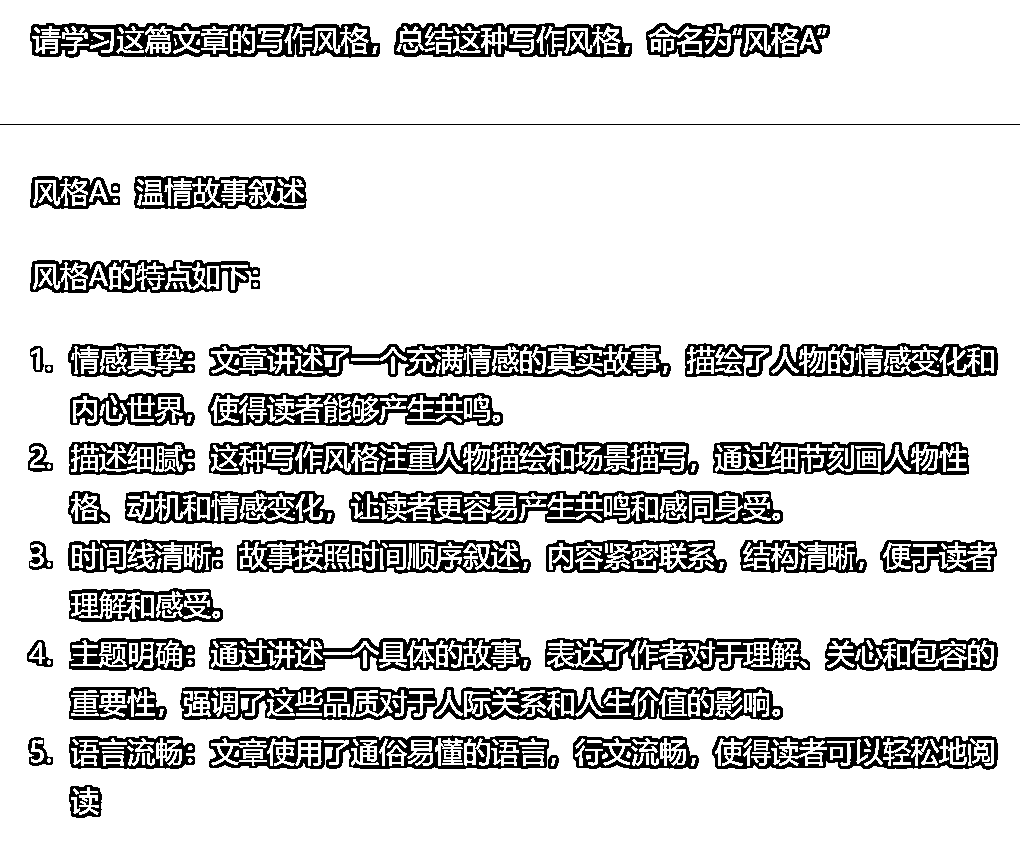 请学习这篇文章的写作风格，总结这种写作风格，命名为“风格A”
风格A：温情故事叙述
风格A的特点如下：
1. 情感真挚：文章讲述了一个充满情感的真实故事，描绘了人物的情感变化和
内心世界，使得读者能够产生共鸣。
2. 描述细腻：这种写作风格注重人物描绘和场景描写，通过细节刻画人物性
格、动机和情感变化，让读者更容易产生共鸣和感同身受。
3. 时间线清晰：故事按照时间顺序叙述，内容紧密联系，结构清晰，便于读者
理解和感受。
4. 主题明确：通过讲述一个具体的故事，表达了作者对于理解、关心和包容的
重要性，强调了这些品质对于人际关系和人生价值的影响。
5. 语言流畅：文章使用了通俗易懂的语言，行文流畅，使得读者可以轻松地阅
读